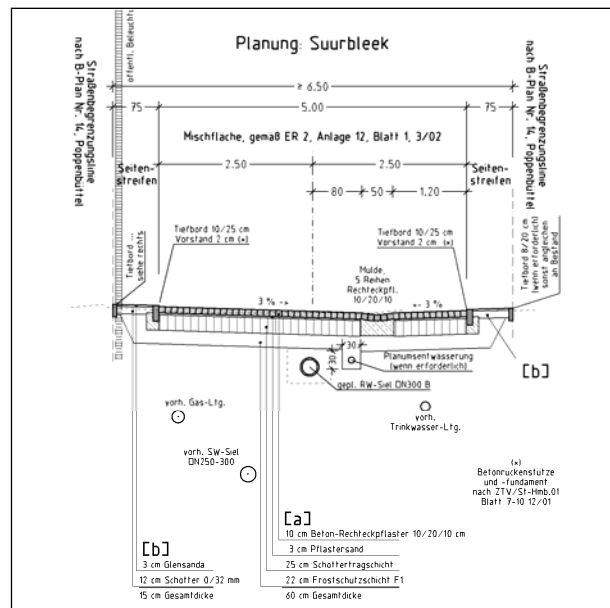 Planung: Suurbleek
Straßenbegrenzungslinie
nach B-Plan Nr. 14, Poppenbüttel
öffentl. Beleucht
Straßenbegrenzungslinie
nach B-Plan Nr. 14, Poppenbüttel
≥ 6.50
75
5.00
75
Mischfläche, gemäß ER 2, Anlage 12, Blatt 1, 3/02
2.50
2.50
Seiten-
streifen
Seiten-
streifen
80
50
1.20
Tiefbord ...
siehe rechts
Tiefbord 10/25 cm
Vorstand 2 cm (*)
Tiefbord 10/25 cm
Vorstand 2 cm (*)
Mulde,
5 Reihen
Rechteckpfl.
10/20/10
Tiefbord 8/20 cm
(wenn erforderlich)
sonst angleichen
an Bestand
3 % ->
<- 3%
30
30
Planumsentwässerung
(wenn erforderlich)
[b]
gepl. RW-Siel DN300 B
vorh. Gas-Ltg.
vorh.
Trinkwasser-Ltg.
vorh. SW-Siel
DN250-300
(*)
Betonrückenstütze
und -fundament
nach ZTV/St-Hmb.01
Blatt 7-10 12/01
[a]
10 cm Beton-Rechteckpflaster 10/20/10 cm
3 cm Pflastersand
25 cm Schottertragschicht
22 cm Frostschutzschicht F1
60 cm Gesamtdicke
[b]
3 cm Glensanda
12 cm Schotter 0/32 mm
15 cm Gesamtdicke